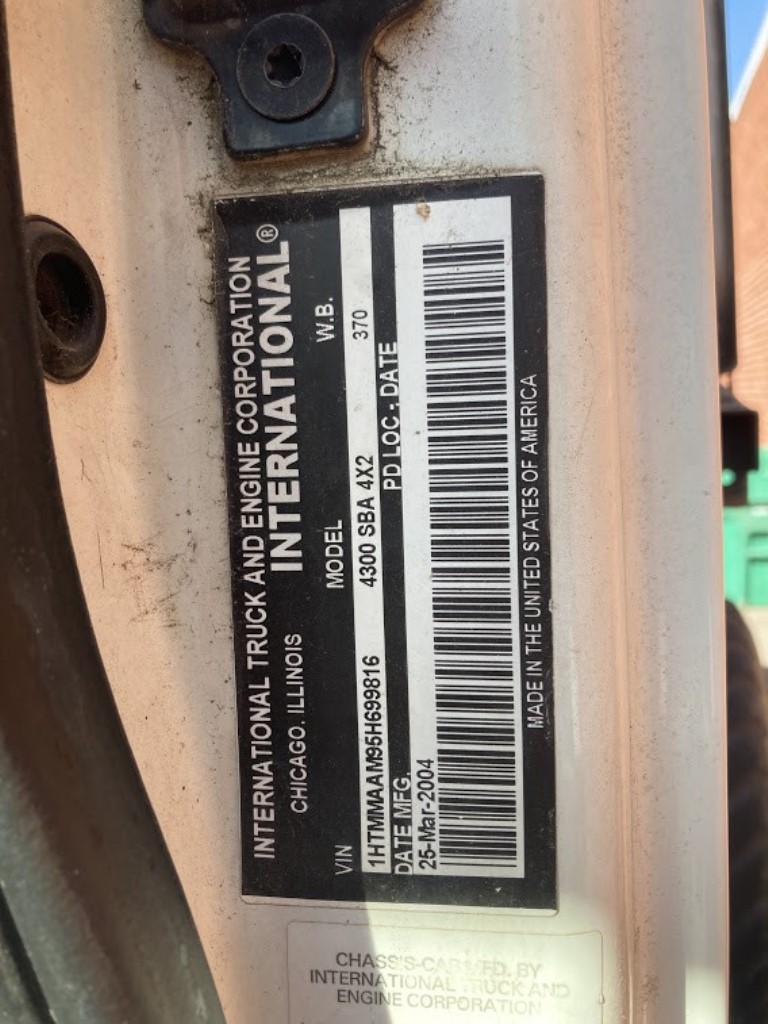 INTERNATIONAL TRUCK AND ENGINE CORPORATION
CHICAGO, ILLINOIS INTERNATIONAL®
VIN MODEL W.B.
1HTMMAAM95H699816 4300 SBA 4X2 370
DATE MFG. PD LOC - DATE
25-Mar-2004
MADE IN THE UNITED STATES OF AMERICA
CHASSIS-CAB MFD. BY
INTERNATIONAL TRUCK AND
ENGINE CORPORATION